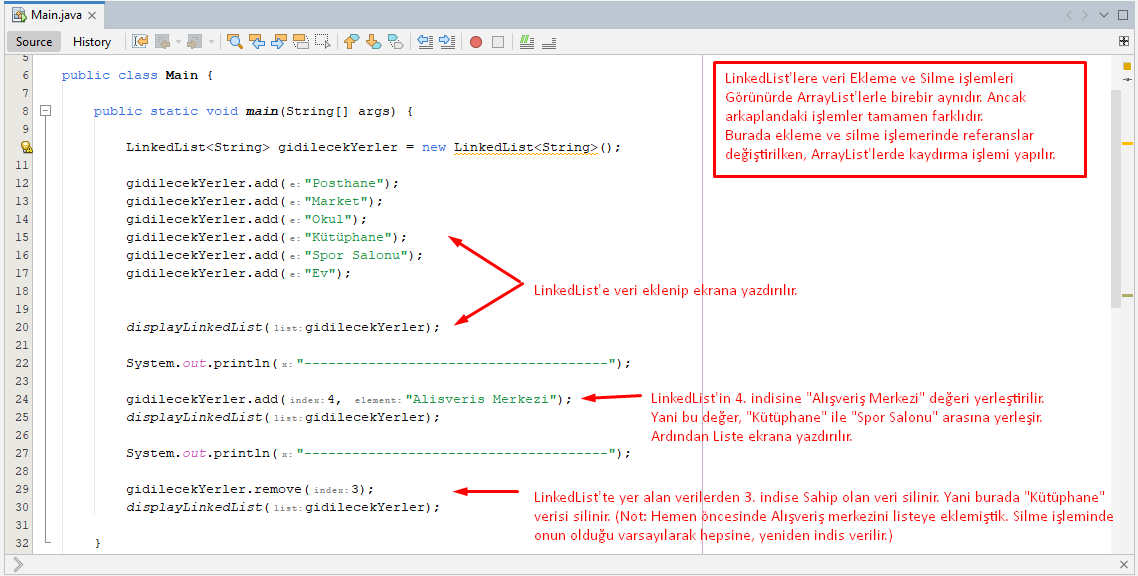 Main.java
Source History
5
6 public class Main {
7
8 public static void main(String[] args) {
9
LinkedList<String> gidilecekYerler = new LinkedList<String>();
11
12 gidilecekYerler.add( e: "Posthane");
13 gidilecekYerler.add( e: "Market");
14 gidilecekYerler.add( e: "Okul");
15 gidilecekYerler.add( e: "Kütüphane");
16 gidilecekYerler.add( e: "Spor Salonu");
17 gidilecekYerler.add( e: "Ev");
18
19
20 displayLinkedList( list: gidilecekYerler);
21
22 System.out.println( x: "--------------------------------------");
23
24 gidilecekYerler.add( index: 4, element: "Alisveris Merkezi");
25 displayLinkedList( list: gidilecekYerler);
26
27 System.out.println( x: "--------------------------------------");
28
29 gidilecekYerler.remove( index: 3);
30 displayLinkedList( list: gidilecekYerler);
31
32 }
LinkedList'lere veri Ekleme ve Silme işlemleri
Görünürde ArrayList'lerle birebir aynıdır. Ancak
arkaplandaki işlemler tamamen farklıdır.
Burada ekleme ve silme işlemerinde referanslar
değiştirilken, ArrayList'lerde kaydırma işlemi yapılır.
LinkedList'e veri eklenip ekrana yazdırılır.
LinkedList'in 4. indisine "Alışveriş Merkezi" değeri yerleştirilir.
Yani bu değer, "Kütüphane" ile "Spor Salonu" arasına yerleşir.
Ardından Liste ekrana yazdırılır.
LinkedList'te yer alan verilerden 3. indise Sahip olan veri silinir. Yani burada "Kütüphane"
verisi silinir. (Not: Hemen öncesinde Alışveriş merkezini listeye eklemiştik. Silme işleminde
onun olduğu varsayılarak hepsine, yeniden indis verilir.)